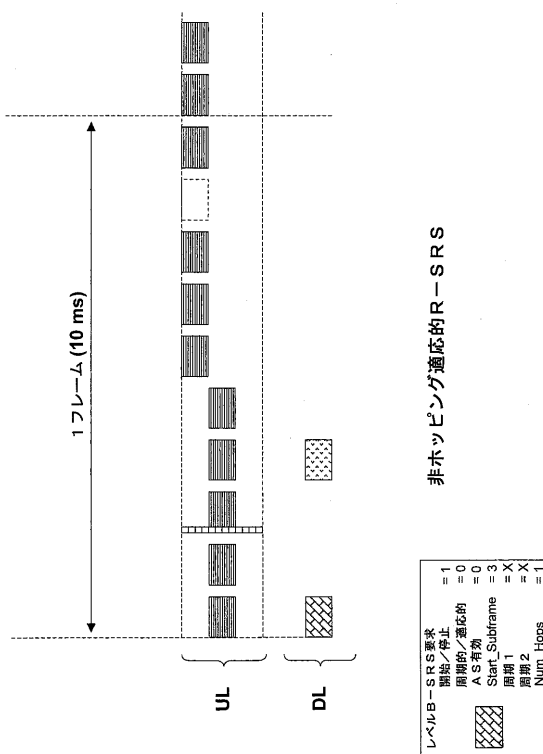 1フレーム (10 ms)
UL
DL
非ホッピング適応的R-SRS
レベルB-SRS要求
開始/停止 =1
周期的/適応的 =0
AS有効 =0
Start_Subframe =3
周期1 =X
周期2 =X
Num_Hops =1